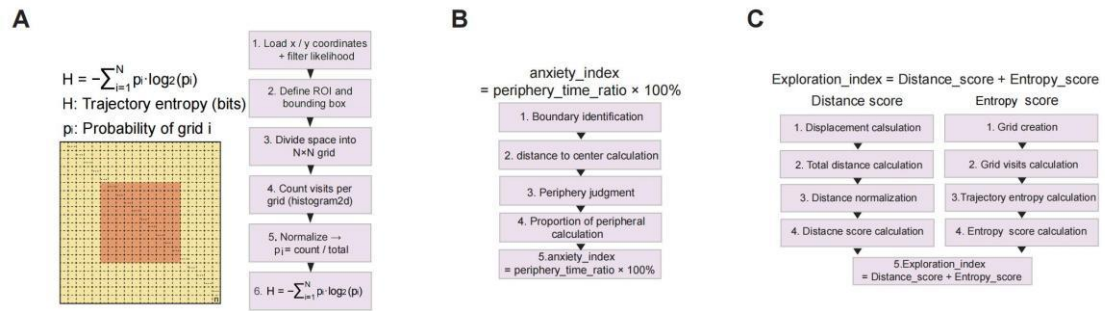 A
H = −∑ᵢ₌₁ᴺ pᵢ·log₂(pᵢ)
H: Trajectory entropy (bits)
pᵢ: Probability of grid i
n
1. Load x / y coordinates
+ filter likelihood
2. Define ROI and
bounding box
3. Divide space into
N×N grid
4. Count visits per
grid (histogram2d)
5. Normalize →
pᵢ = count / total
6. H = −∑ᵢ₌₁ᴺ pᵢ·log₂(pᵢ)
B
anxiety_index
= periphery_time_ratio × 100%
1. Boundary identification
2. distance to center calculation
3. Periphery judgment
4. Proportion of peripheral
calculation
5.anxiety_index
= periphery_time_ratio × 100%
C
Exploration_index = Distance_score + Entropy_score
Distance score
1. Displacement calsulation
2. Total distance calculation
3. Distance normalization
4. Distacne score calculation
Entropy score
1. Grid creation
2. Grid visits calculation
3.Trajectory entropy calculation
4. Entropy score calculation
5.Exploration_index
= Distance_score + Entropy_score